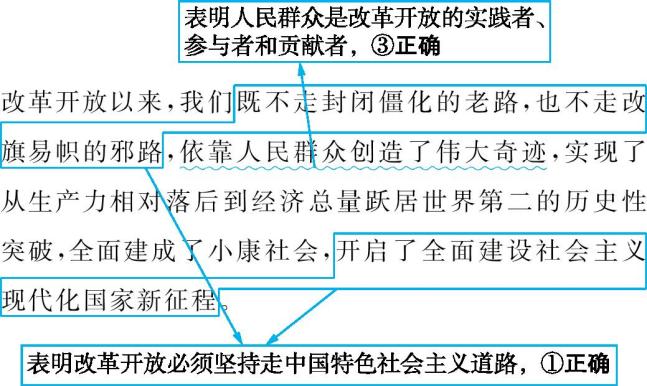 表明人民群众是改革开放的实践者、
参与者和贡献者，③正确
改革开放以来，我们既不走封闭僵化的老路，也不走改
旗易帜的邪路，依靠人民群众创造了伟大奇迹，实现了
从生产力相对落后到经济总量跃居世界第二的历史性
突破，全面建成了小康社会，开启了全面建设社会主义
现代化国家新征程。
表明改革开放必须坚持走中国特色社会主义道路，①正确